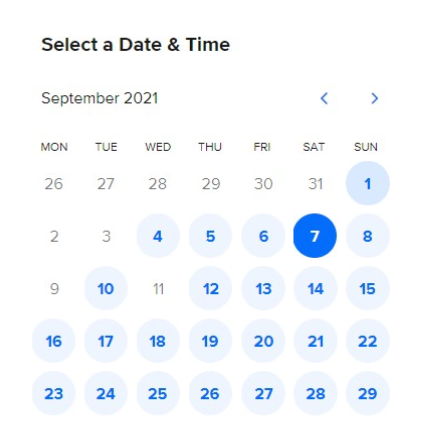 Select a Date & Time
September 2021
MON TUE WED THU FRI SAT SUN
26 27 28 29 30 31 1
2 3 4 5 6 7 8
9 10 11 12 13 14 15
16 17 18 19 20 21 22
23 24 25 26 27 28 29